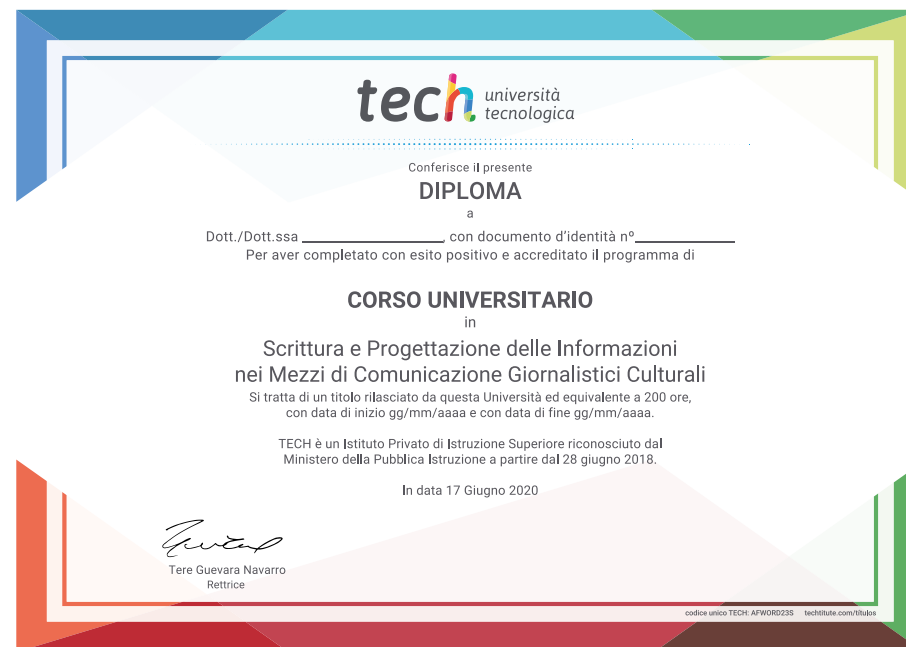 tech università
tecnologica
Conferisce il presente
DIPLOMA
a
Dott./Dott.ssa ____________________, con documento d'identità nº______________
Per aver completato con esito positivo e accreditato il programma di
CORSO UNIVERSITARIO
in
Scrittura e Progettazione delle Informazioni
nei Mezzi di Comunicazione Giornalistici Culturali
Si tratta di un titolo rilasciato da questa Università ed equivalente a 200 ore,
con data di inizio gg/mm/aaaa e con data di fine gg/mm/aaaa.
TECH è un Istituto Privato di Istruzione Superiore riconosciuto dal
Ministero della Pubblica Istruzione a partire dal 28 giugno 2018.
In data 17 Giugno 2020
Tere Guevara Navarro
Rettrice
codice unico TECH: AFWORD23S techtitute.com/titulos